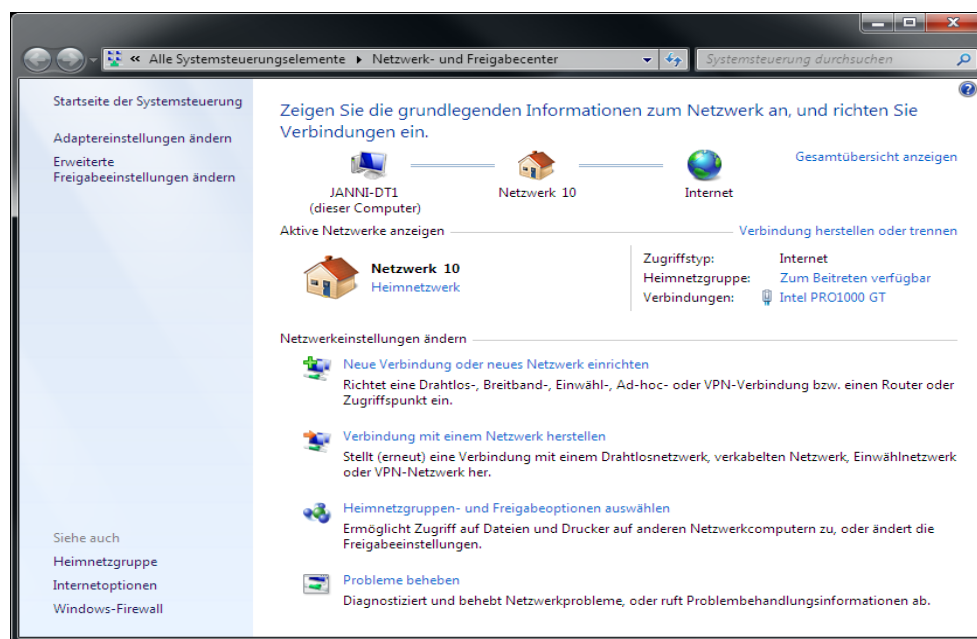 « Alle Systemsteuerungselemente ▸ Netzwerk- und Freigabecenter
Systemsteuerung durchsuchen
Startseite der Systemsteuerung
Adaptereinstellungen ändern
Erweiterte
Freigabeeinstellungen ändern
Zeigen Sie die grundlegenden Informationen zum Netzwerk an, und richten Sie
Verbindungen ein.
Gesamtübersicht anzeigen
JANNI-DT1
(dieser Computer)
Netzwerk 10
Internet
Aktive Netzwerke anzeigen
Verbindung herstellen oder trennen
Netzwerk 10
Heimnetzwerk
Zugriffstyp: Internet
Heimnetzgruppe: Zum Beitreten verfügbar
Verbindungen: Intel PRO1000 GT
Netzwerkeinstellungen ändern
Neue Verbindung oder neues Netzwerk einrichten
Richtet eine Drahtlos-, Breitband-, Einwähl-, Ad-hoc- oder VPN-Verbindung bzw. einen Router oder
Zugriffspunkt ein.
Verbindung mit einem Netzwerk herstellen
Stellt (erneut) eine Verbindung mit einem Drahtlosnetzwerk, verkabelten Netzwerk, Einwählnetzwerk
oder VPN-Netzwerk her.
Heimnetzgruppen- und Freigabeoptionen auswählen
Ermöglicht Zugriff auf Dateien und Drucker auf anderen Netzwerkcomputern zu, oder ändert die
Freigabeeinstellungen.
Probleme beheben
Diagnostiziert und behebt Netzwerkprobleme, oder ruft Problembehandlungsinformationen ab.
Siehe auch
Heimnetzgruppe
Internetoptionen
Windows-Firewall